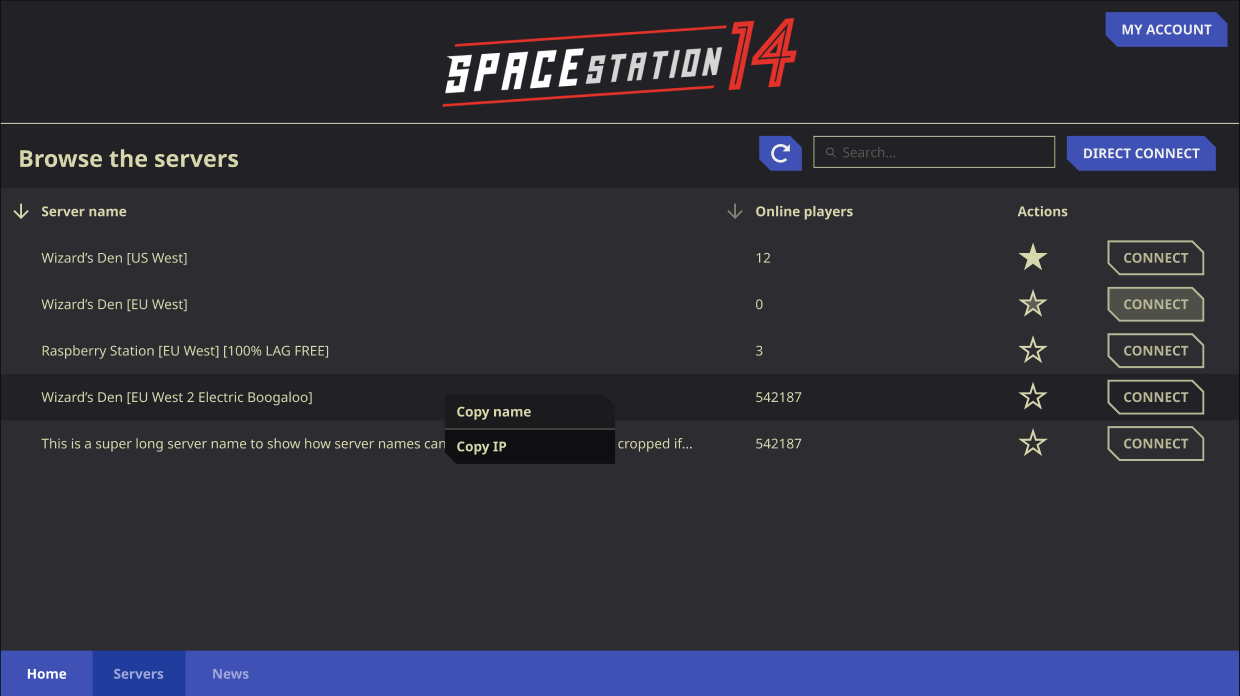 SPACE STATION 14
MY ACCOUNT
Browse the servers
Search...
DIRECT CONNECT
Server name Online players Actions
Wizard’s Den [US West] 12 CONNECT
Wizard’s Den [EU West] 0 CONNECT
Raspberry Station [EU West] [100% LAG FREE] 3 CONNECT
Wizard’s Den [EU West 2 Electric Boogaloo] 542187 CONNECT
Copy name
Copy IP
This is a super long server name to show how server names can cropped if... 542187 CONNECT
Home Servers News